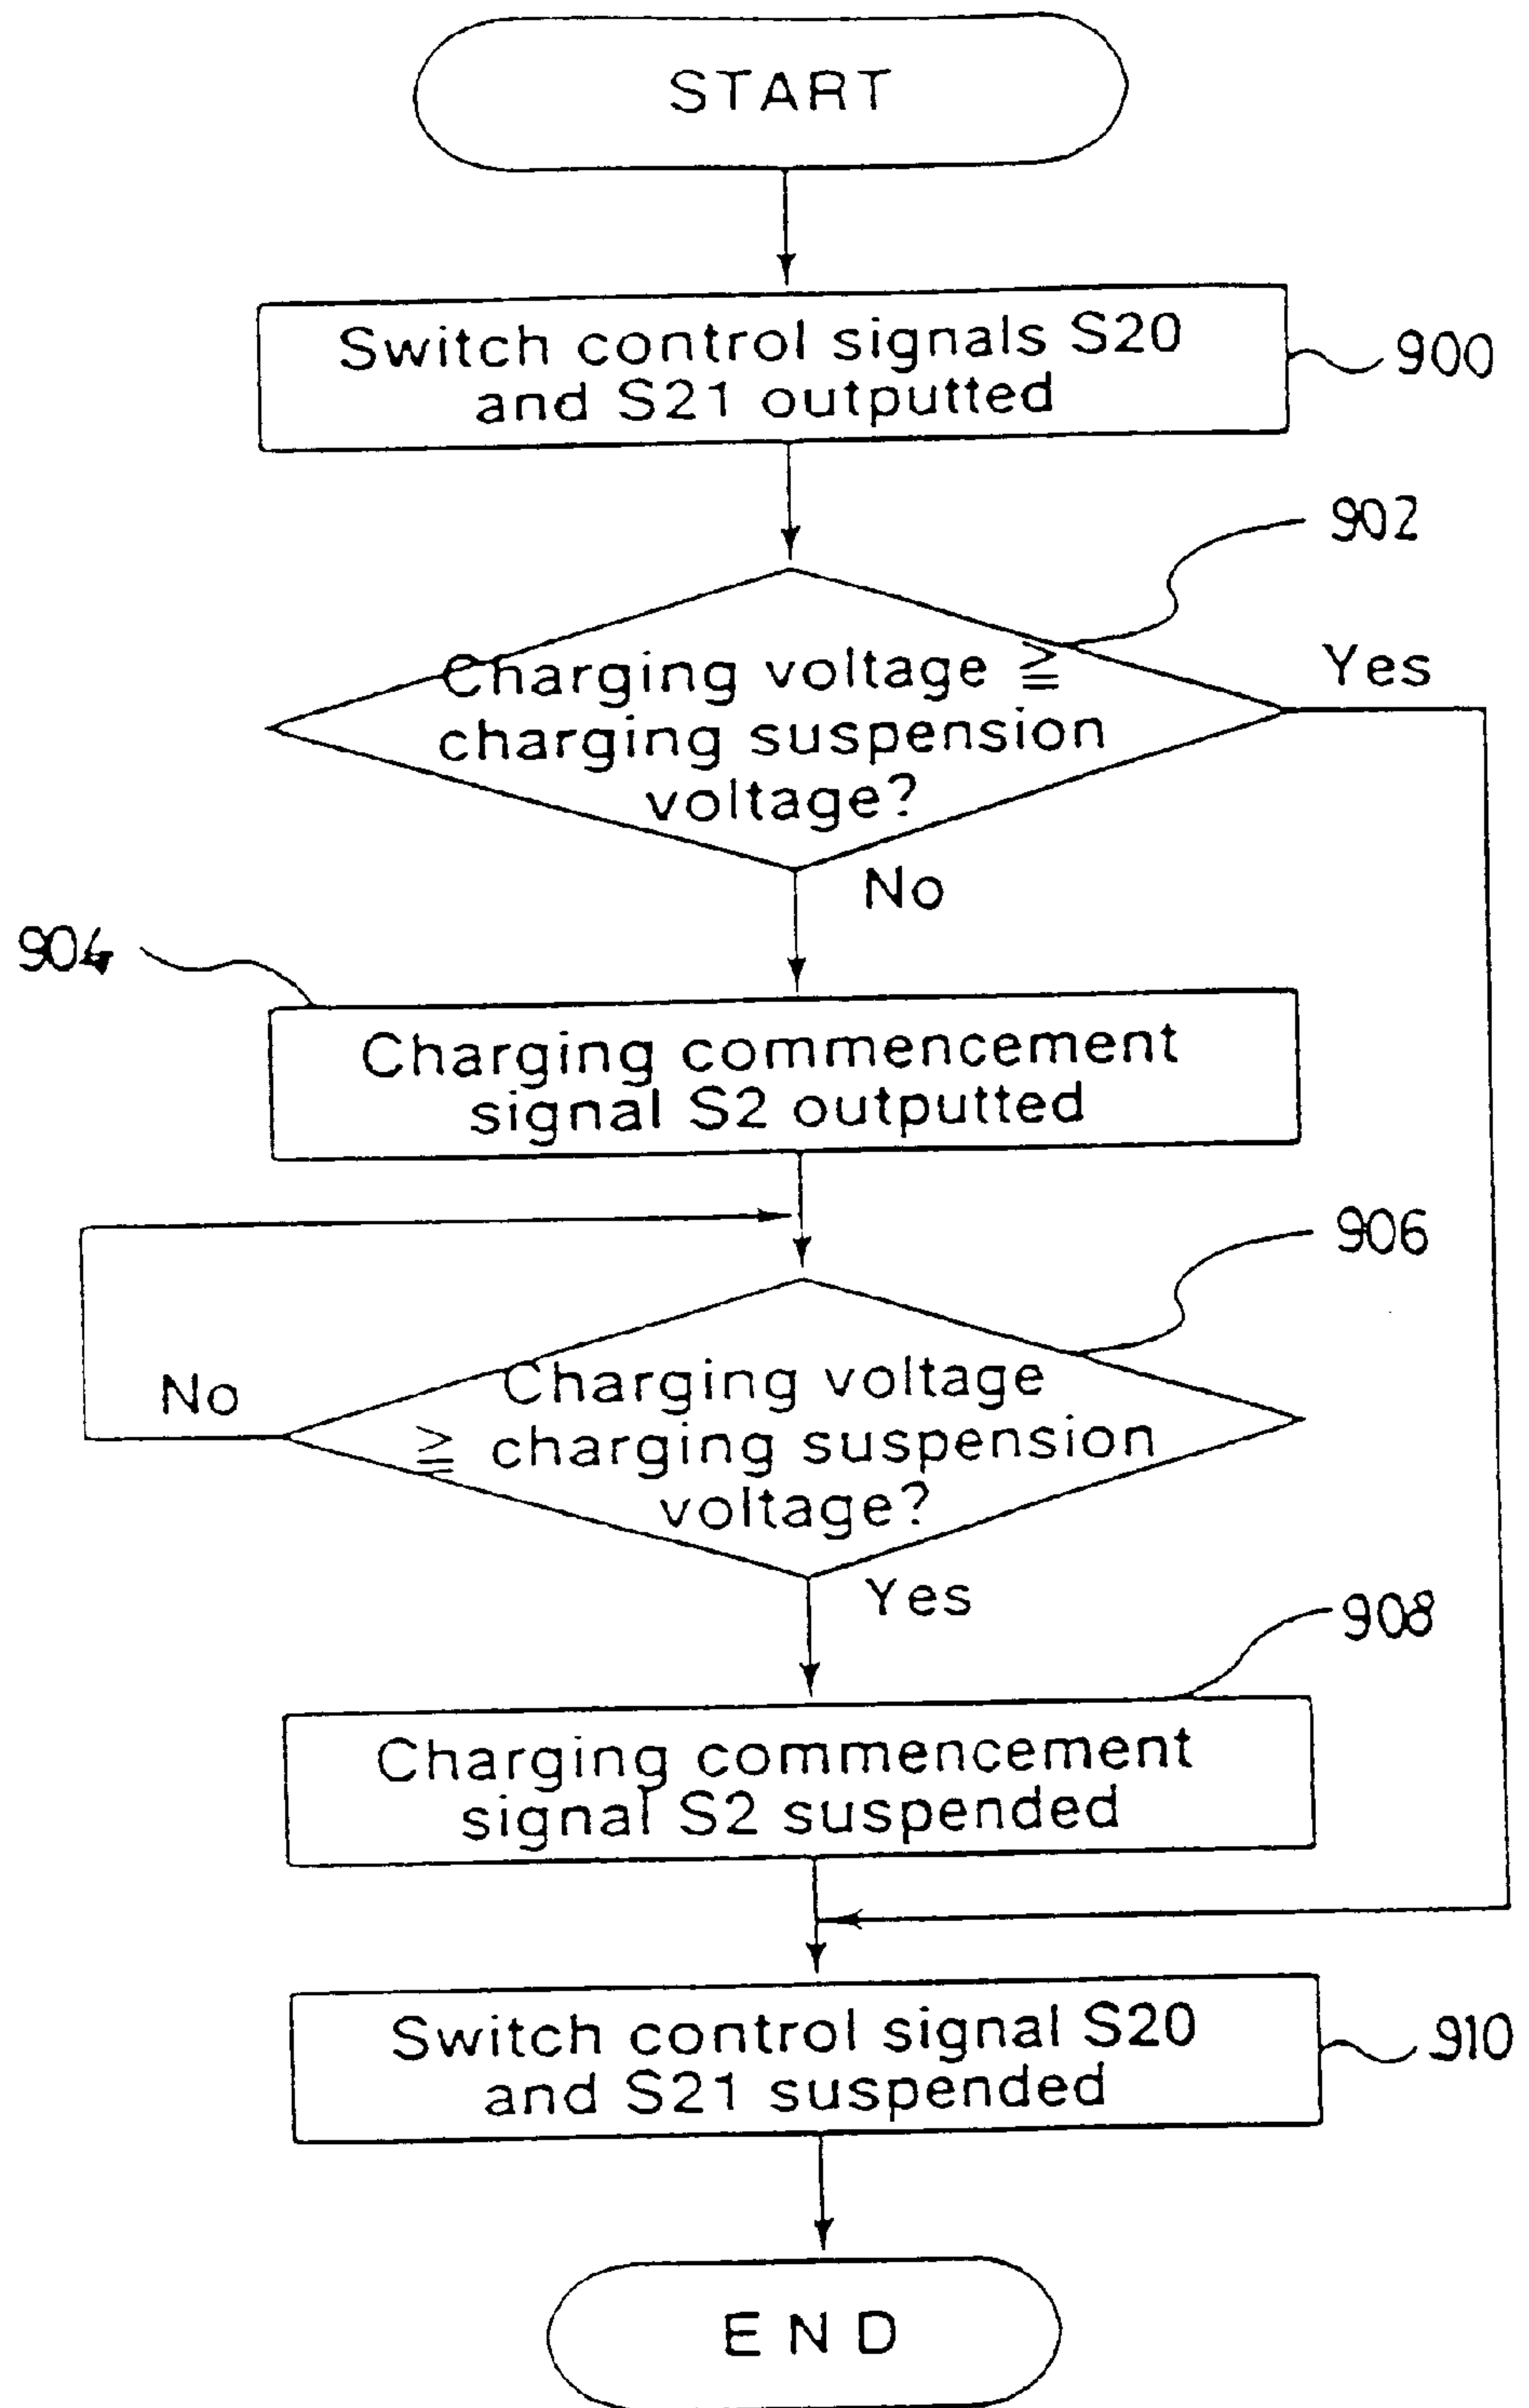 START
Switch control signals S20
and S21 outputted
900
902
Charging voltage ≧
charging suspension
voltage?
Yes
No
904
Charging commencement
signal S2 outputted
906
Charging voltage
≧ charging suspension
voltage?
No
Yes
908
Charging commencement
signal S2 suspended
Switch control signal S20
and S21 suspended
910
END